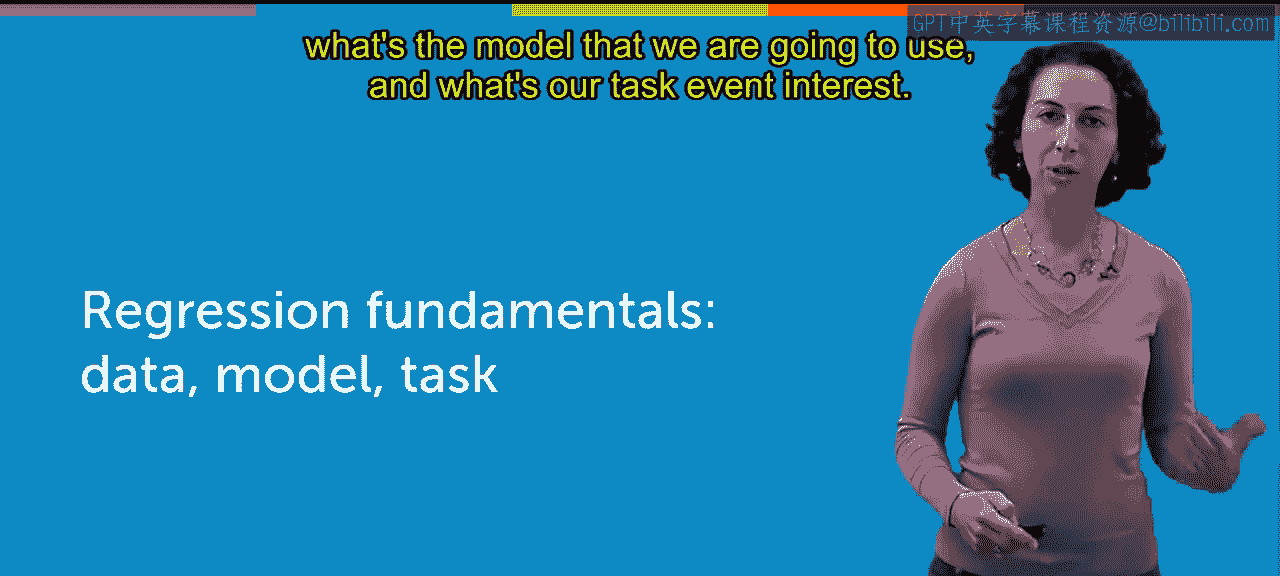 GPT中英字幕课程资源@bilibili.com
what's the model that we are going to use,
and what's our task event interest.
Regression fundamentals:
data, model, task